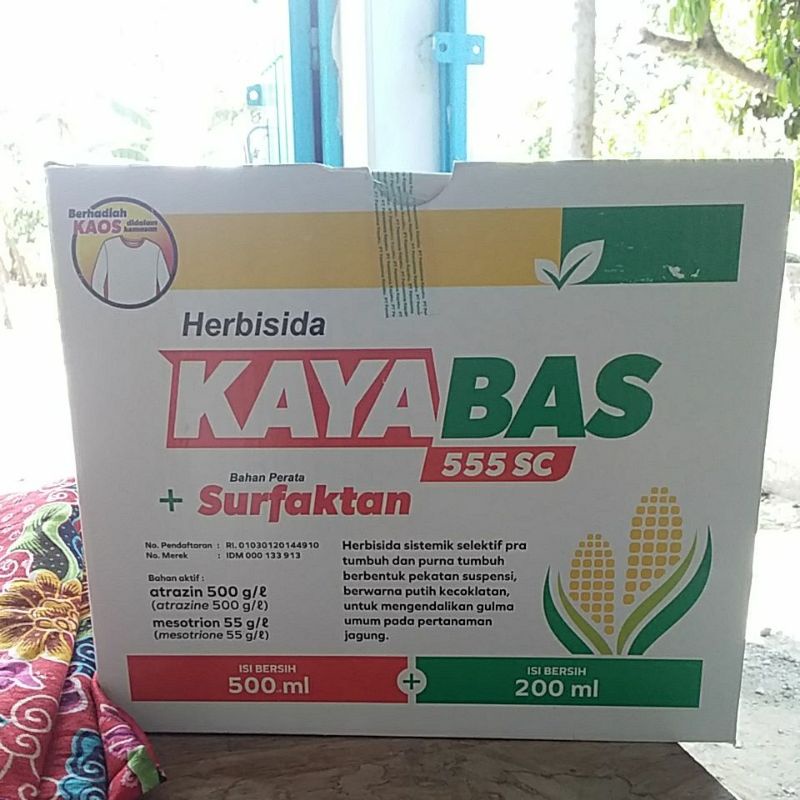 Berhadiah
KAOS didalam
kemasan
Herbisida
KAYABAS
555 SC
Bahan Perata
+ Surfaktan
No. Pendaftaran : RI. 01030120144910
No. Merek : IDM 000 133 913
Bahan aktif :
atrazin 500 g/ℓ
(atrazine 500 g/ℓ)
mesotrion 55 g/ℓ
(mesotrione 55 g/ℓ)
Herbisida sistemik selektif pra
tumbuh dan purna tumbuh
berbentuk pekatan suspensi,
berwarna putih kecoklatan,
untuk mengendalikan gulma
umum pada pertanaman
jagung.
ISI BERSIH
500 ml
+
ISI BERSIH
200 ml